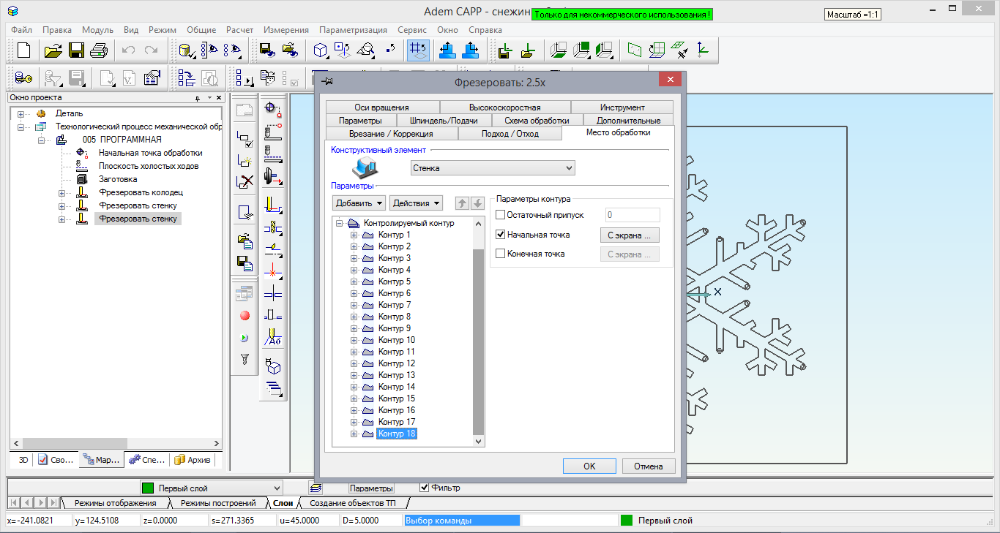 Adem CAPP - снежин
Только для некоммерческого использования !
Масштаб =1:1
Файл Правка Модуль Вид Режим Общие Расчет Измерения Параметризация Сервис Окно Справка
Окно проекта
Деталь
Технологический процесс механической обр
005 ПРОГРАММНАЯ
Начальная точка обработки
Плоскость холостых ходов
Заготовка
Фрезеровать колодец
Фрезеровать стенку
Фрезеровать стенку
3D Сво... Мар... Спе... Архив
Фрезеровать: 2.5x
Оси вращения Высокоскоростная Инструмент
Параметры Шпиндель/Подачи Схема обработки Дополнительные
Врезание / Коррекция Подход / Отход Место обработки
Конструктивный элемент
Стенка
Параметры
Добавить Действия
Контролируемый контур
Контур 1
Контур 2
Контур 3
Контур 4
Контур 5
Контур 6
Контур 7
Контур 8
Контур 9
Контур 10
Контур 11
Контур 12
Контур 13
Контур 14
Контур 15
Контур 16
Контур 17
Контур 18
Параметры контура
Остаточный припуск 0
Начальная точка С экрана ...
Конечная точка С экрана ...
OK Отмена
X
Первый слой Параметры Фильтр
Режимы отображения Режимы построений Слои Создание объектов ТП
x=-241.0821 y=124.5108 z=0.0000 s=271.3365 u=45.0000 D=5.0000 Выбор команды Первый слой